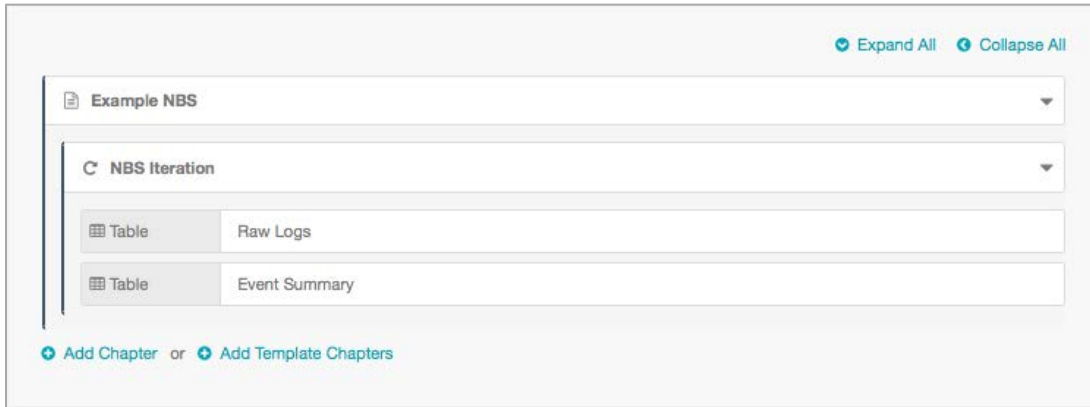 Expand All Collapse All
Example NBS
NBS Iteration
Table Raw Logs
Table Event Summary
Add Chapter or Add Template Chapters